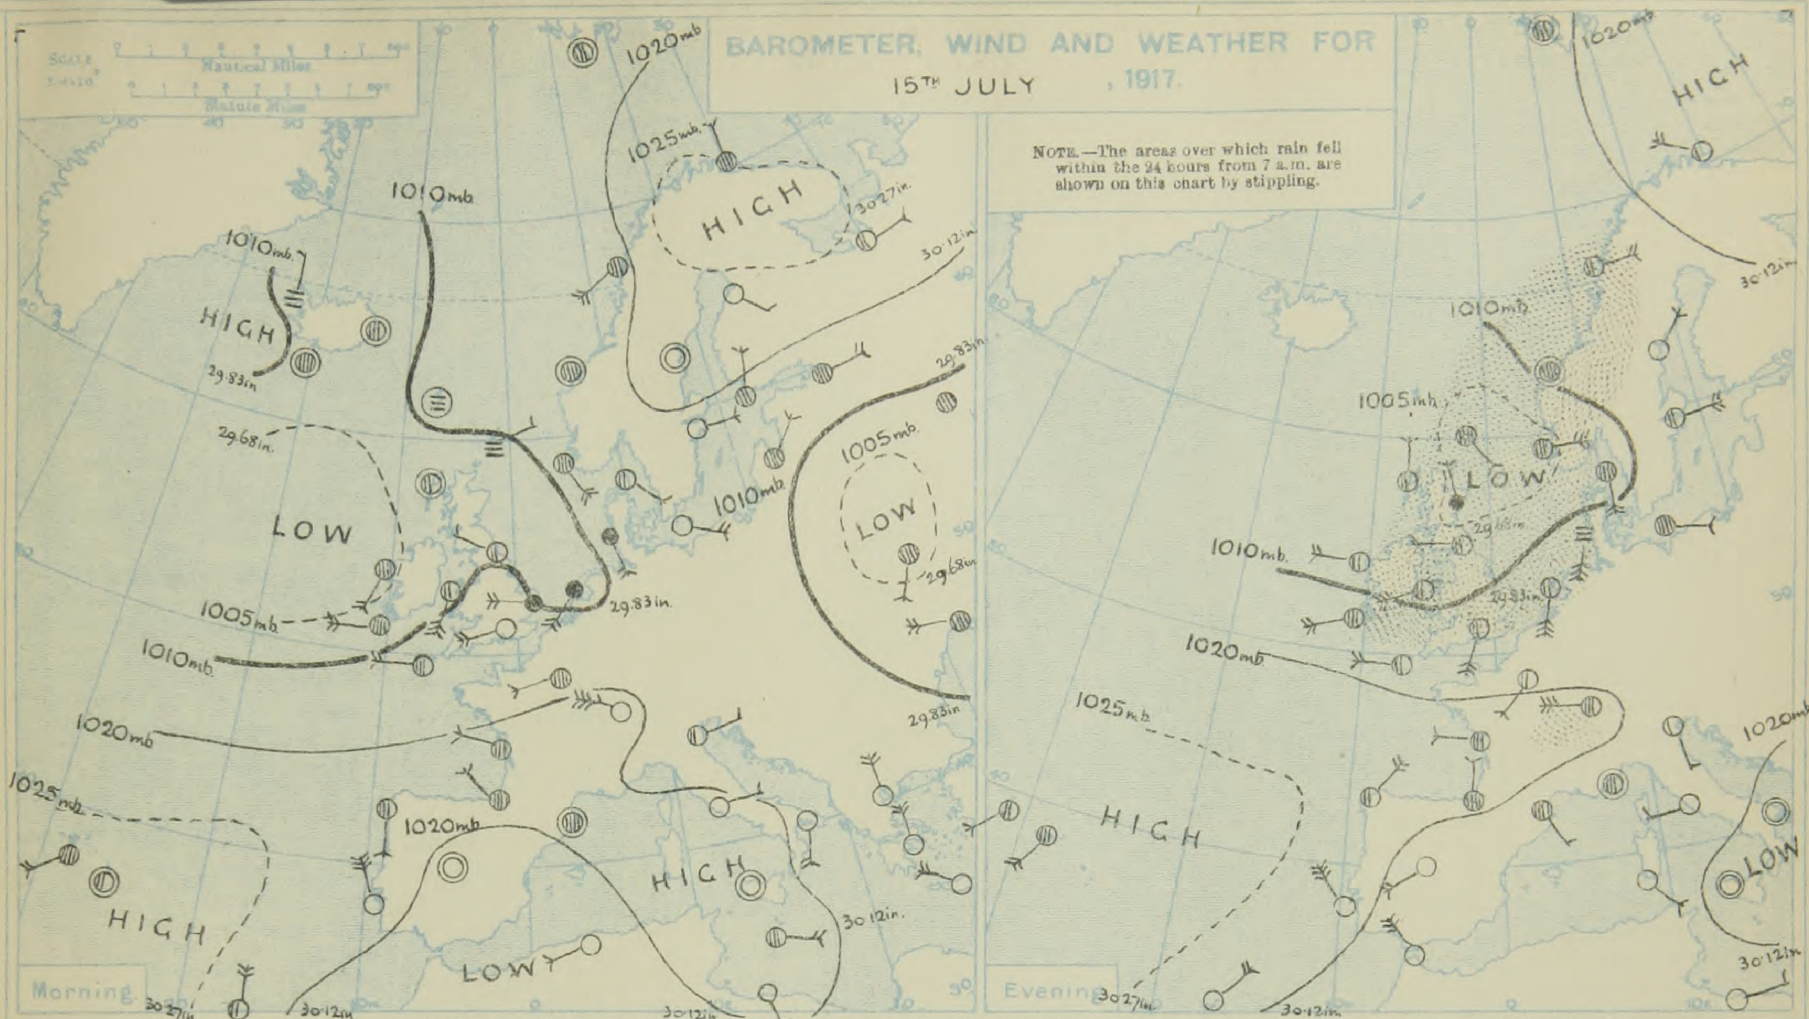 BAROMETER, WIND AND WEATHER FOR
15TH JULY, 1917.
SCALE
Nautical Miles.
Statute Miles
NOTE.—The areas over which rain fell
within the 24 hours from 7 a.m. are
shown on this chart by stippling.
1020mb
1025mb.
HIGH
30·27in.
30·12in.
1010mb.
1010mb.
HIGH
29·83in.
29·68in.
LOW
1005mb.
1010mb.
29·83in.
29·83in.
1005mb.
1010mb.
LOW
29·68in.
29·83in.
1020mb
1025mb.
HIGH
1020mb
HIGH
LOW
30·12in.
30·27in.
30·12in.
30·12in.
Morning.
1020mb
HIGH
30·12in.
1010mb.
1005mb.
LOW
29·68in.
1010mb.
29·83in.
1020mb.
1025mb.
HIGH
1020mb
LOW
30·12in.
30·27in.
30·12in.
Evening